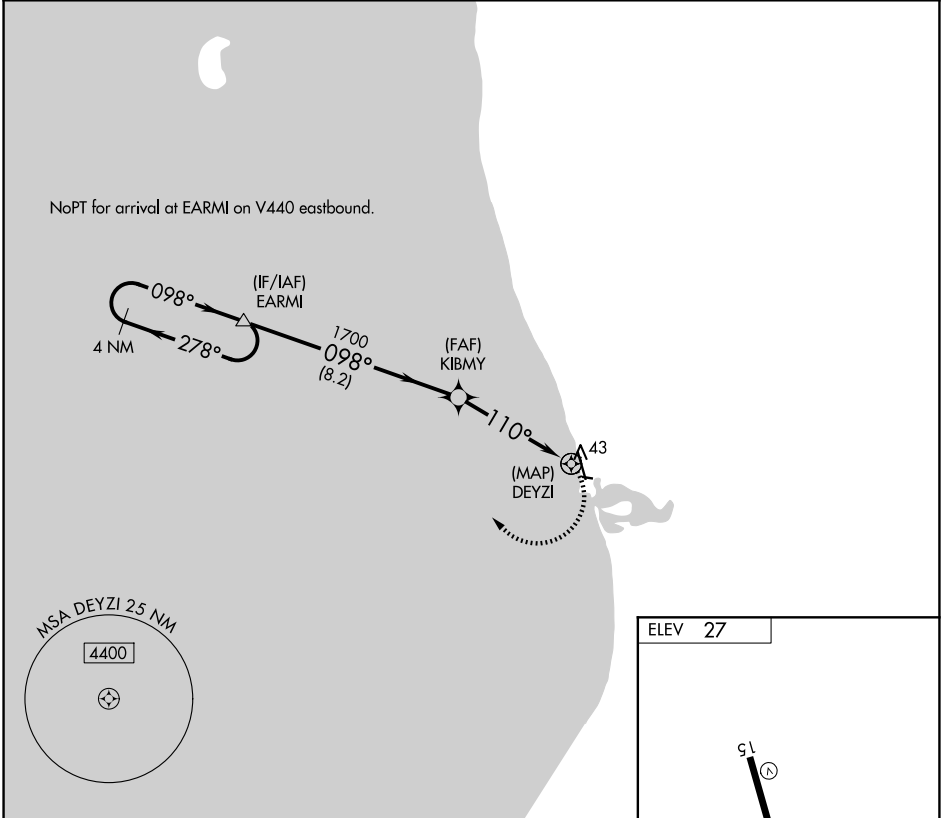 NoPT for arrival at EARMI on V440 eastbound.
(IF/IAF)
EARMI
098°
4 NM
278°
1700
098°
(8.2)
(FAF)
KIBMY
110°
43
(MAP)
DEYZI
MSA DEYZI 25 NM
4400
ELEV 27
15
V